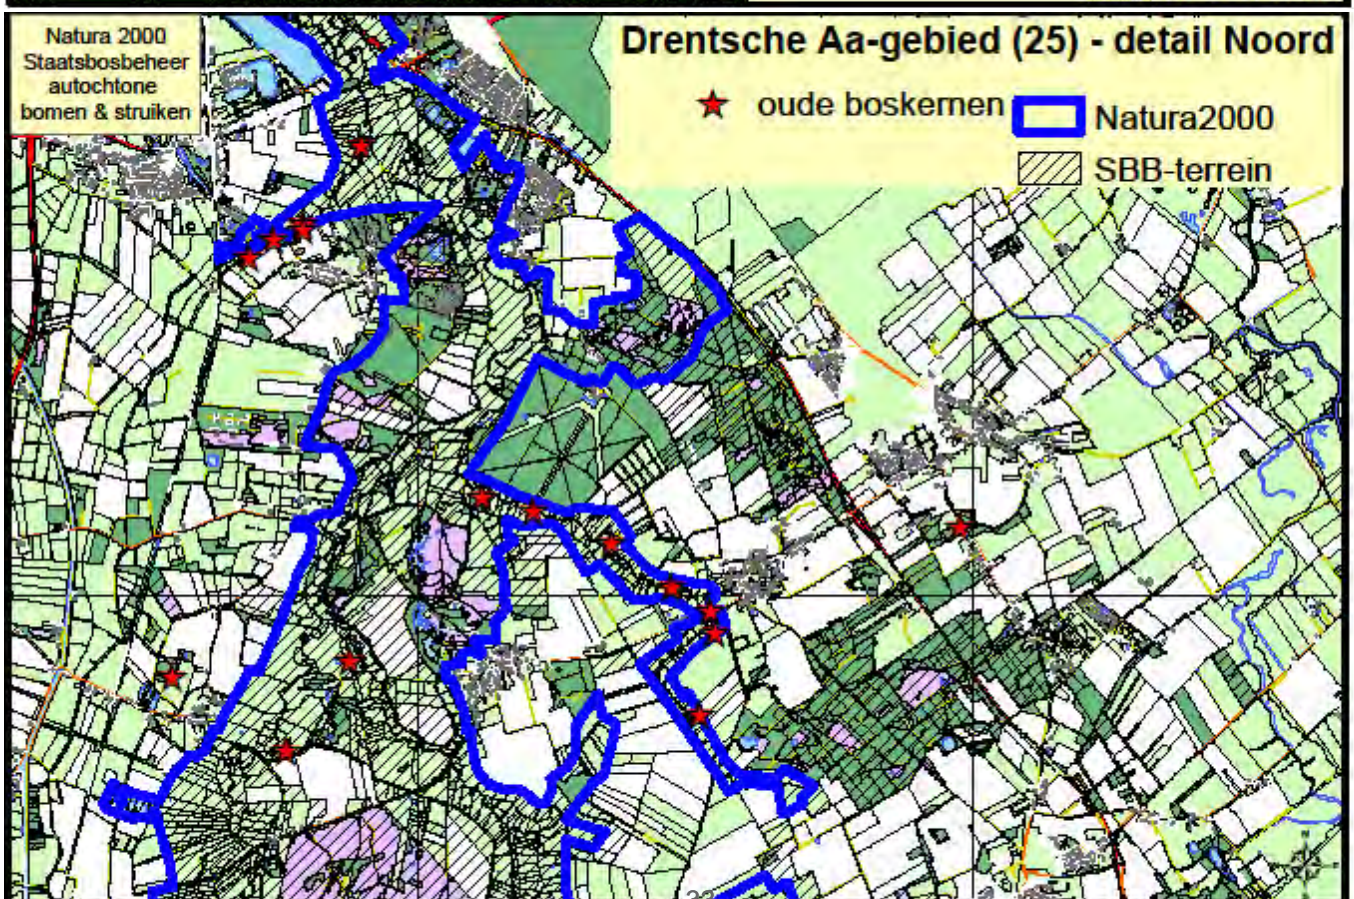 Natura 2000
Staatsbosbeheer
autochtone
bomen & struiken
Drentsche Aa-gebied (25) - detail Noord
oude boskernen
Natura2000
SBB-terrein